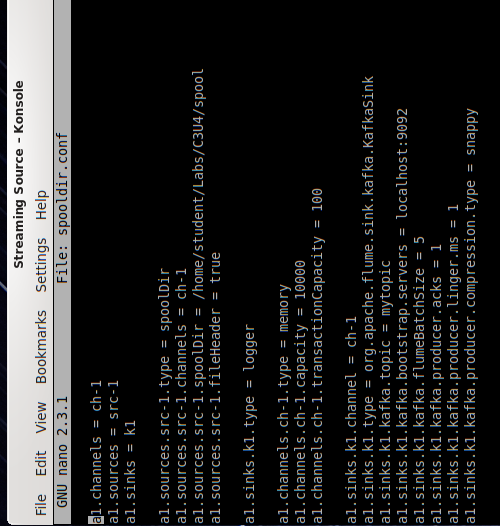 Streaming Source – Konsole
File Edit View Bookmarks Settings Help
GNU nano 2.3.1 File: spooldir.conf
a1.channels = ch-1
a1.sources = src-1
a1.sinks = k1
a1.sources.src-1.type = spoolDir
a1.sources.src-1.channels = ch-1
a1.sources.src-1.spoolDir = /home/student/Labs/C3U4/spool
a1.sources.src-1.fileHeader = true
a1.sinks.k1.type = logger
a1.channels.ch-1.type = memory
a1.channels.ch-1.capacity = 10000
a1.channels.ch-1.transactionCapacity = 100
a1.sinks.k1.channel = ch-1
a1.sinks.k1.type = org.apache.flume.sink.kafka.KafkaSink
a1.sinks.k1.kafka.topic = mytopic
a1.sinks.k1.kafka.bootstrap.servers = localhost:9092
a1.sinks.k1.kafka.flumeBatchSize = 5
a1.sinks.k1.kafka.producer.acks = 1
a1.sinks.k1.kafka.producer.linger.ms = 1
a1.sinks.k1.kafka.producer.compression.type = snappy